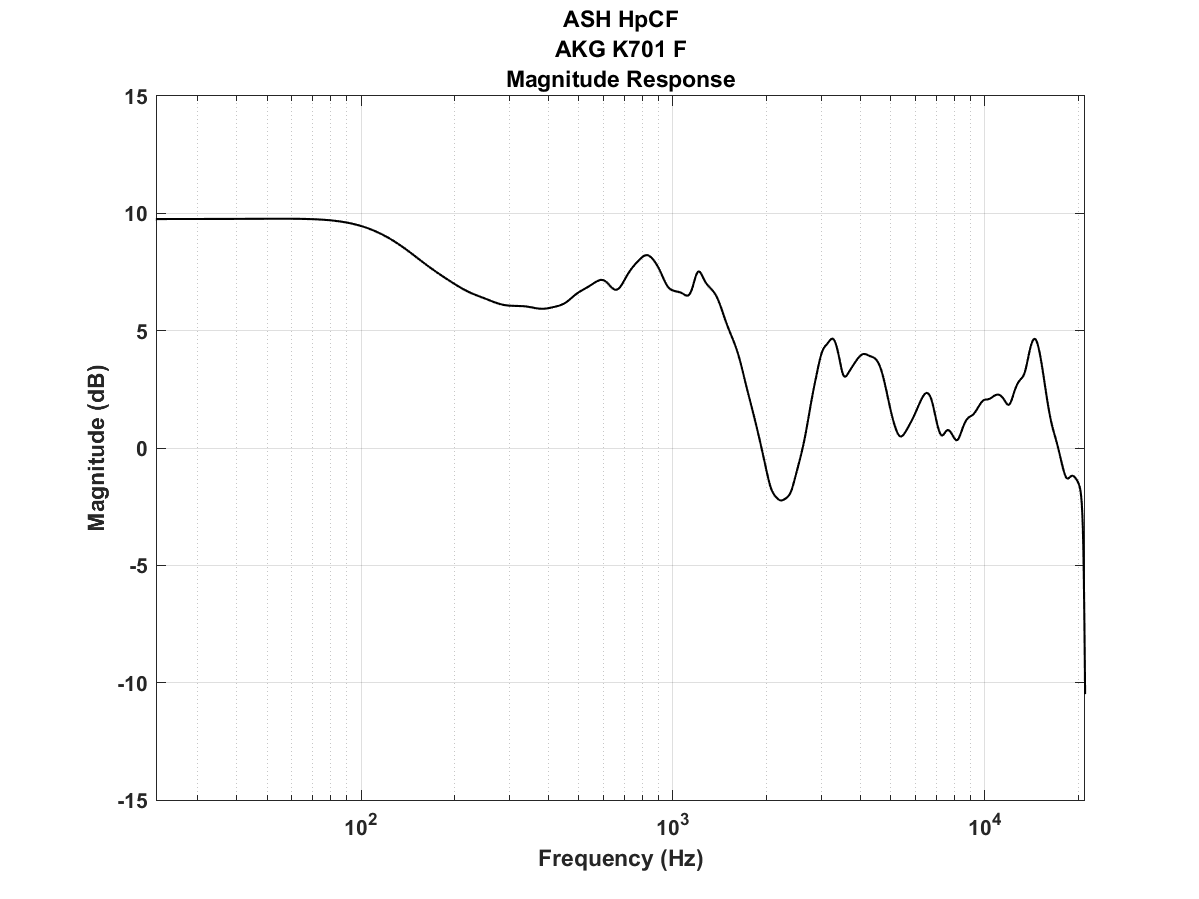 ASH HpCF
AKG K701 F
Magnitude Response
15
10
5
0
-5
-10
-15
Magnitude (dB)
10² 10³ 10⁴
Frequency (Hz)